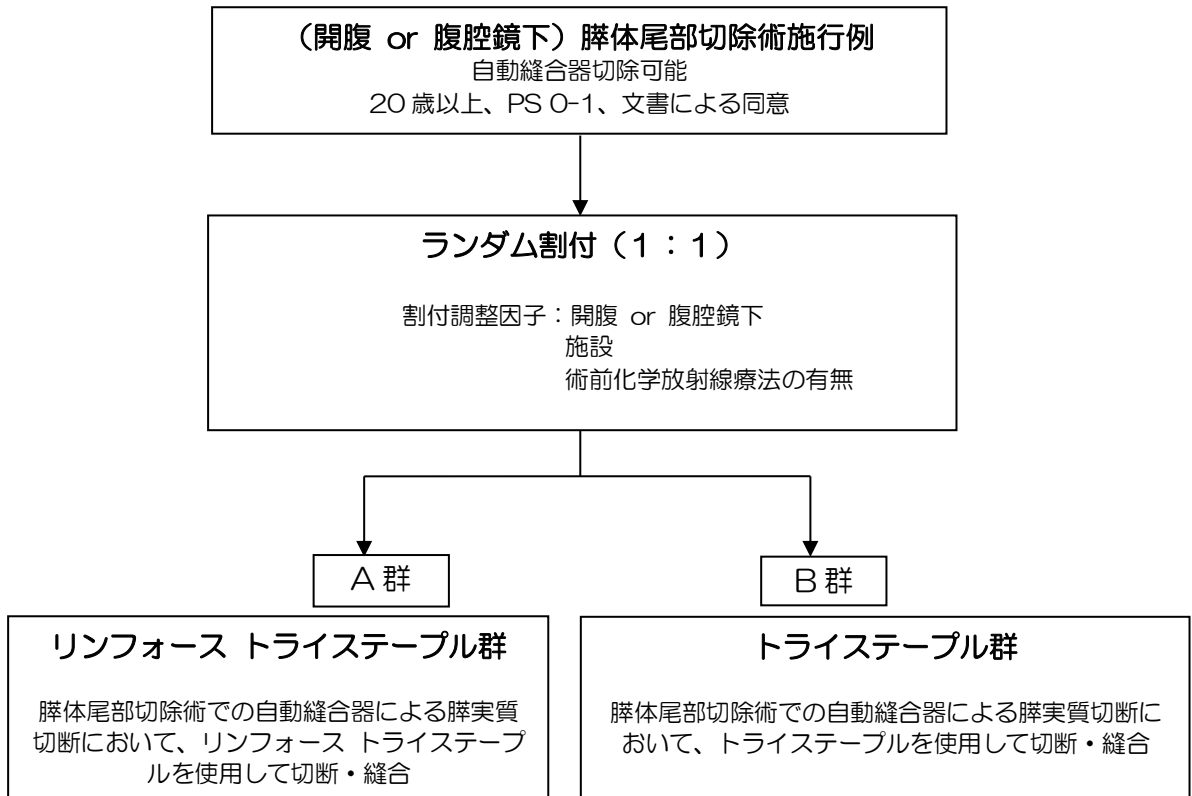 （開腹 or 腹腔鏡下）膵体尾部切除術施行例
自動縫合器切除可能
20歳以上、PS 0-1、文書による同意
ランダム割付（1：1）
割付調整因子：開腹 or 腹腔鏡下
施設
術前化学放射線療法の有無
A群
B群
リンフォース トライステープル群
膵体尾部切除術での自動縫合器による膵実質
切断において、リンフォース トライステープ
ルを使用して切断・縫合
トライステープル群
膵体尾部切除術での自動縫合器による膵実質切断に
おいて、トライステープルを使用して切断・縫合